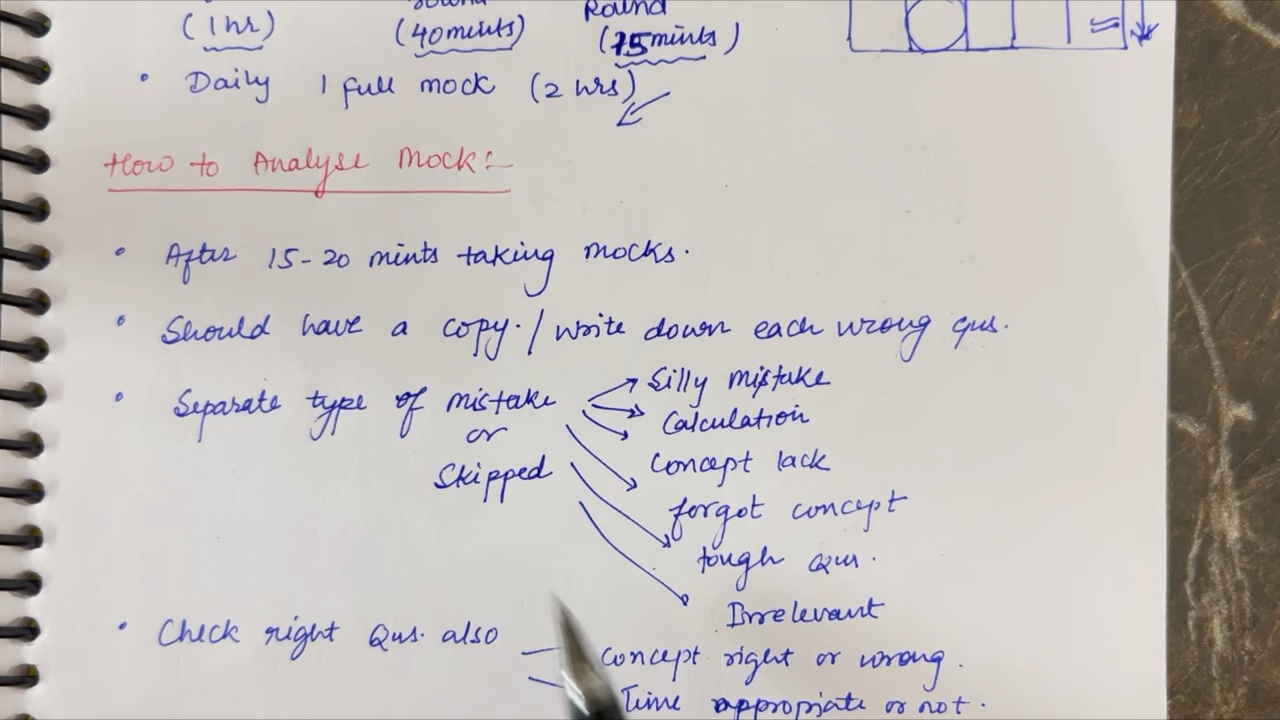 Round
(1hr) (40mints) (15mints)
• Daily 1 full mock (2 hrs)
How to Analyse Mock:-
• After 15-20 mints taking mocks.
• Should have a copy./write down each wrong qus.
• Separate type of mistake
or
Skipped
Silly mistake
Calculation
Concept lack
forgot concept
tough Qus.
Irrelevant
• Check right Qus. also
concept right or wrong.
Time appropriate or not.